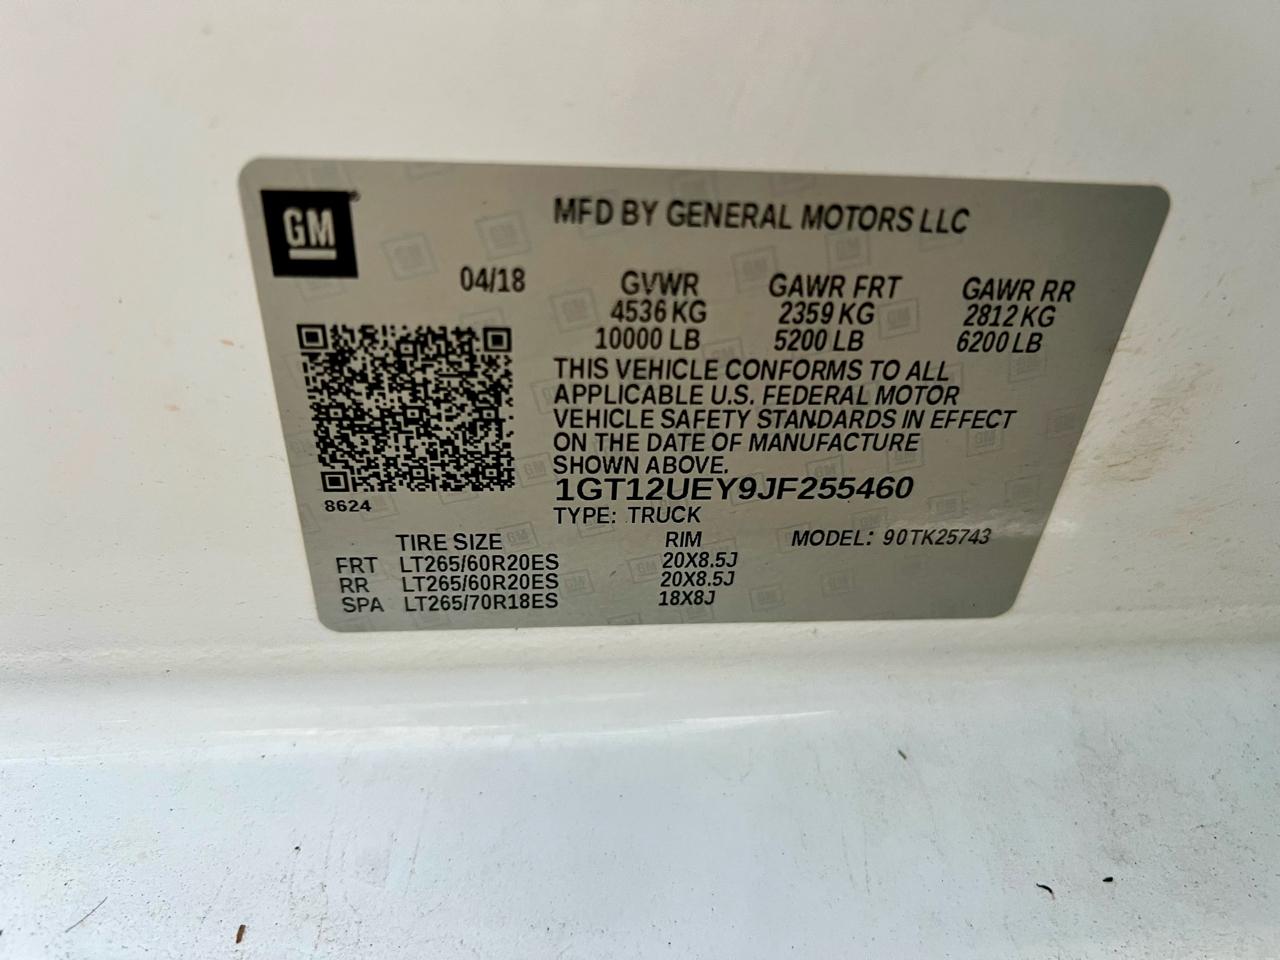 GM
MFD BY GENERAL MOTORS LLC
04/18 GVWR GAWR FRT GAWR RR
4536 KG 2359 KG 2812 KG
10000 LB 5200 LB 6200 LB
THIS VEHICLE CONFORMS TO ALL
APPLICABLE U.S. FEDERAL MOTOR
VEHICLE SAFETY STANDARDS IN EFFECT
ON THE DATE OF MANUFACTURE
SHOWN ABOVE.
1GT12UEY9JF255460
8624
TYPE: TRUCK
TIRE SIZE RIM MODEL: 90TK25743
FRT LT265/60R20ES 20X8.5J
RR LT265/60R20ES 20X8.5J
SPA LT265/70R18ES 18X8J